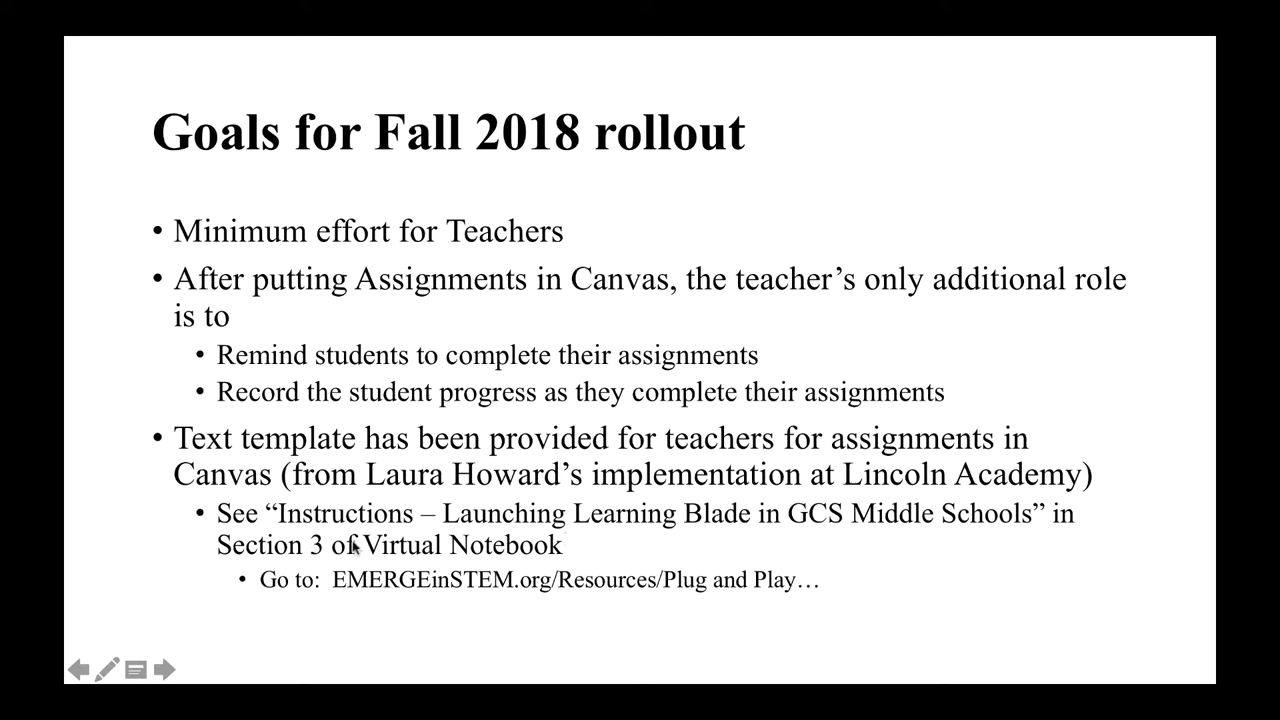 Goals for Fall 2018 rollout
• Minimum effort for Teachers
• After putting Assignments in Canvas, the teacher’s only additional role
is to
• Remind students to complete their assignments
• Record the student progress as they complete their assignments
• Text template has been provided for teachers for assignments in
Canvas (from Laura Howard’s implementation at Lincoln Academy)
• See “Instructions – Launching Learning Blade in GCS Middle Schools” in
Section 3 of Virtual Notebook
• Go to:  EMERGEinSTEM.org/Resources/Plug and Play…